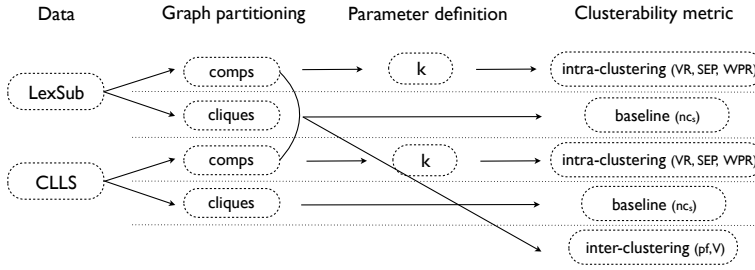 Data Graph partitioning Parameter definition Clusterability metric
comps k intra-clustering (VR, SEP, WPR)
LexSub
cliques baseline (ncs)
comps k intra-clustering (VR, SEP, WPR)
CLLS
cliques baseline (ncs)
inter-clustering (pf,V)